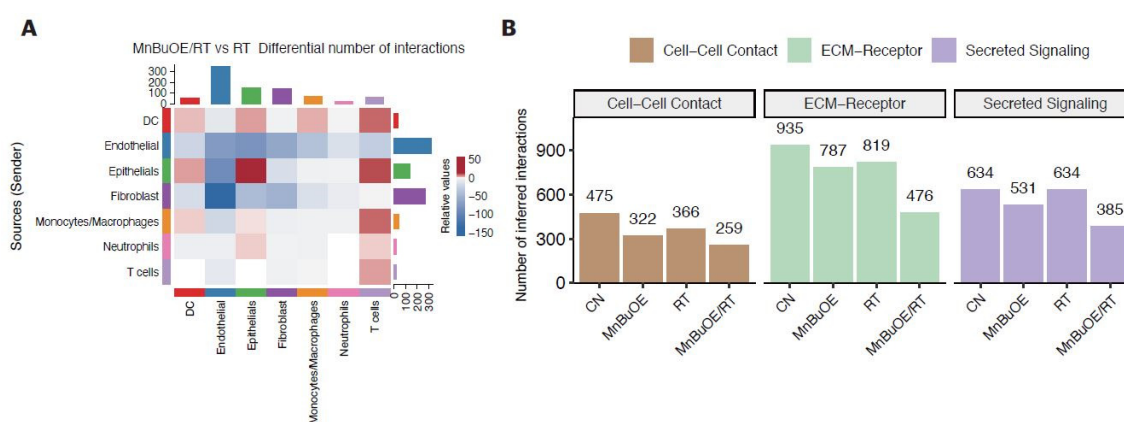 A
MnBuOE/RT vs RT Differential number of interactions
300
200
100
0
Sources (Sender)
DC
Endothelial
Epithelials
Fibroblast
Monocytes/Macrophages
Neutrophils
T cells
DC
Endothelial
Epithelials
Fibroblast
Monocytes/Macrophages
Neutrophils
T cells
0
100
200
300
Relative values
50
0
−50
−100
−150
B
Cell−Cell Contact ECM−Receptor Secreted Signaling
Cell−Cell Contact ECM−Receptor Secreted Signaling
Number of inferred interactions
900
600
300
0
475 322 366 259
935 787 819 476
634 531 634 385
CN MnBuOE RT MnBuOE/RT
CN MnBuOE RT MnBuOE/RT
CN MnBuOE RT MnBuOE/RT